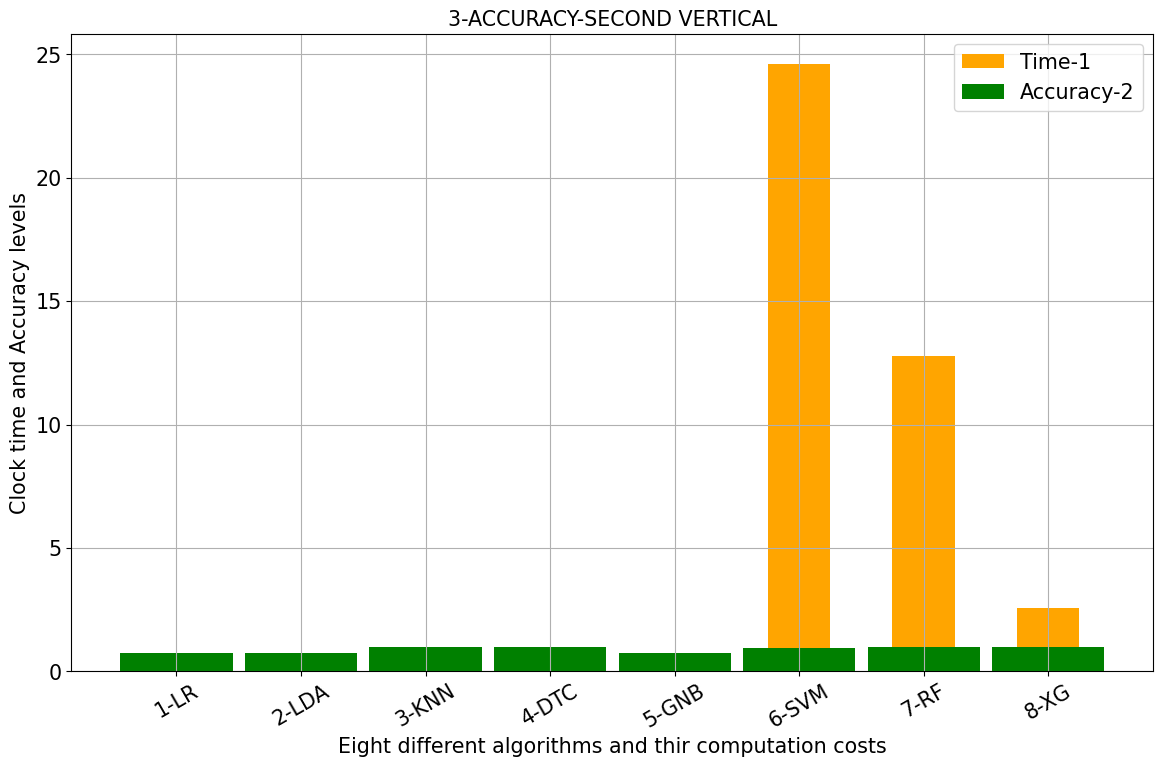 3-ACCURACY-SECOND VERTICAL
Time-1
Accuracy-2
Clock time and Accuracy levels
25
20
15
10
5
0
1-LR
2-LDA
3-KNN
4-DTC
5-GNB
6-SVM
7-RF
8-XG
Eight different algorithms and thir computation costs